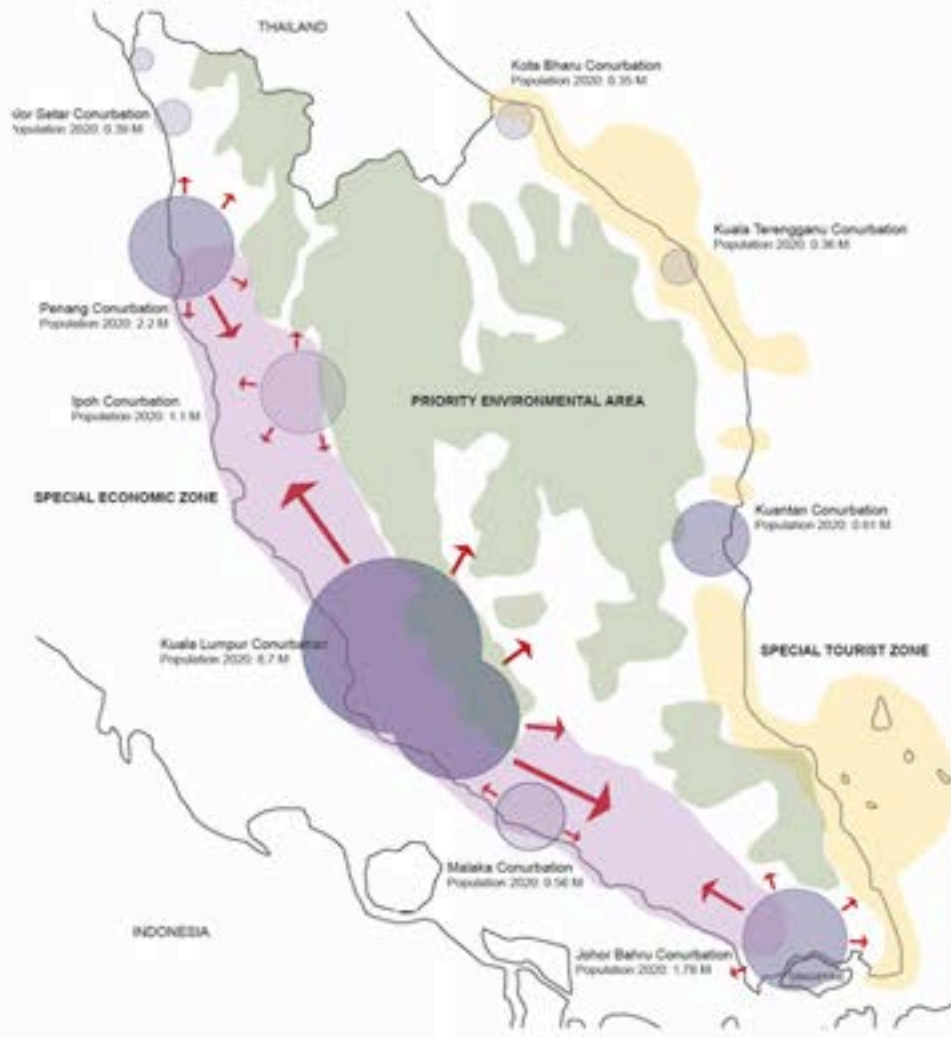 THAILAND
Kota Bharu Conurbation
Population 2020: 0.35 M
lor Setar Conurbation
Population 2020: 0.39 M
Kuala Terengganu Conurbation
Population 2020: 0.36 M
Penang Conurbation
Population 2020: 2.2 M
Ipoh Conurbation
Population 2020: 1.1 M
PRIORITY ENVIRONMENTAL AREA
SPECIAL ECONOMIC ZONE
Kuantan Conurbation
Population 2020: 0.61 M
Kuala Lumpur Conurbation
Population 2020: 6.7 M
SPECIAL TOURIST ZONE
Malaka Conurbation
Population 2020: 0.56 M
INDONESIA
Johor Bahru Conurbation
Population 2020: 1.78 M